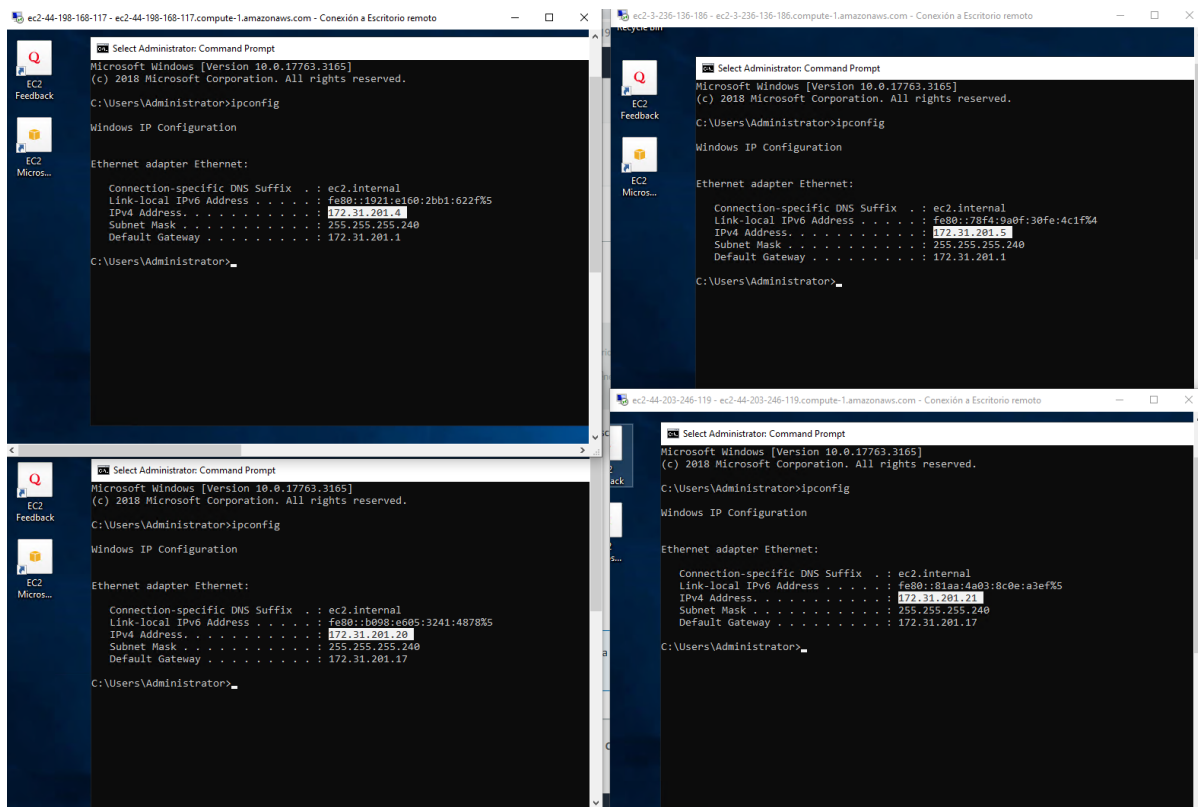 ec2-44-198-168-117 - ec2-44-198-168-117.compute-1.amazonaws.com - Conexión a Escritorio remoto
Q
EC2
Feedback
EC2
Micros...
Select Administrator: Command Prompt
Microsoft Windows [Version 10.0.17763.3165]
(c) 2018 Microsoft Corporation. All rights reserved.
C:\Users\Administrator>ipconfig
Windows IP Configuration
Ethernet adapter Ethernet:
Connection-specific DNS Suffix . : ec2.internal
Link-local IPv6 Address . . . . . : fe80::1921:e160:2bb1:622f%5
IPv4 Address. . . . . . . . . . . : 172.31.201.4
Subnet Mask . . . . . . . . . . . : 255.255.255.240
Default Gateway . . . . . . . . . : 172.31.201.1
C:\Users\Administrator>
ec2-3-236-136-186 - ec2-3-236-136-186.compute-1.amazonaws.com - Conexión a Escritorio remoto
Recycle Bin
Q
EC2
Feedback
EC2
Micros...
Select Administrator: Command Prompt
Microsoft Windows [Version 10.0.17763.3165]
(c) 2018 Microsoft Corporation. All rights reserved.
C:\Users\Administrator>ipconfig
Windows IP Configuration
Ethernet adapter Ethernet:
Connection-specific DNS Suffix . : ec2.internal
Link-local IPv6 Address . . . . . : fe80::78f4:9a0f:30fe:4c1f%4
IPv4 Address. . . . . . . . . . . : 172.31.201.5
Subnet Mask . . . . . . . . . . . : 255.255.255.240
Default Gateway . . . . . . . . . : 172.31.201.1
C:\Users\Administrator>
Q
EC2
Feedback
EC2
Micros...
Select Administrator: Command Prompt
Microsoft Windows [Version 10.0.17763.3165]
(c) 2018 Microsoft Corporation. All rights reserved.
C:\Users\Administrator>ipconfig
Windows IP Configuration
Ethernet adapter Ethernet:
Connection-specific DNS Suffix . : ec2.internal
Link-local IPv6 Address . . . . . : fe80::b098:e605:3241:4878%5
IPv4 Address. . . . . . . . . . . : 172.31.201.20
Subnet Mask . . . . . . . . . . . : 255.255.255.240
Default Gateway . . . . . . . . . : 172.31.201.17
C:\Users\Administrator>
ec2-44-203-246-119 - ec2-44-203-246-119.compute-1.amazonaws.com - Conexión a Escritorio remoto
Select Administrator: Command Prompt
Microsoft Windows [Version 10.0.17763.3165]
(c) 2018 Microsoft Corporation. All rights reserved.
C:\Users\Administrator>ipconfig
Windows IP Configuration
Ethernet adapter Ethernet:
Connection-specific DNS Suffix . : ec2.internal
Link-local IPv6 Address . . . . . : fe80::81aa:4a03:8c0e:a3ef%5
IPv4 Address. . . . . . . . . . . : 172.31.201.21
Subnet Mask . . . . . . . . . . . : 255.255.255.240
Default Gateway . . . . . . . . . : 172.31.201.17
C:\Users\Administrator>